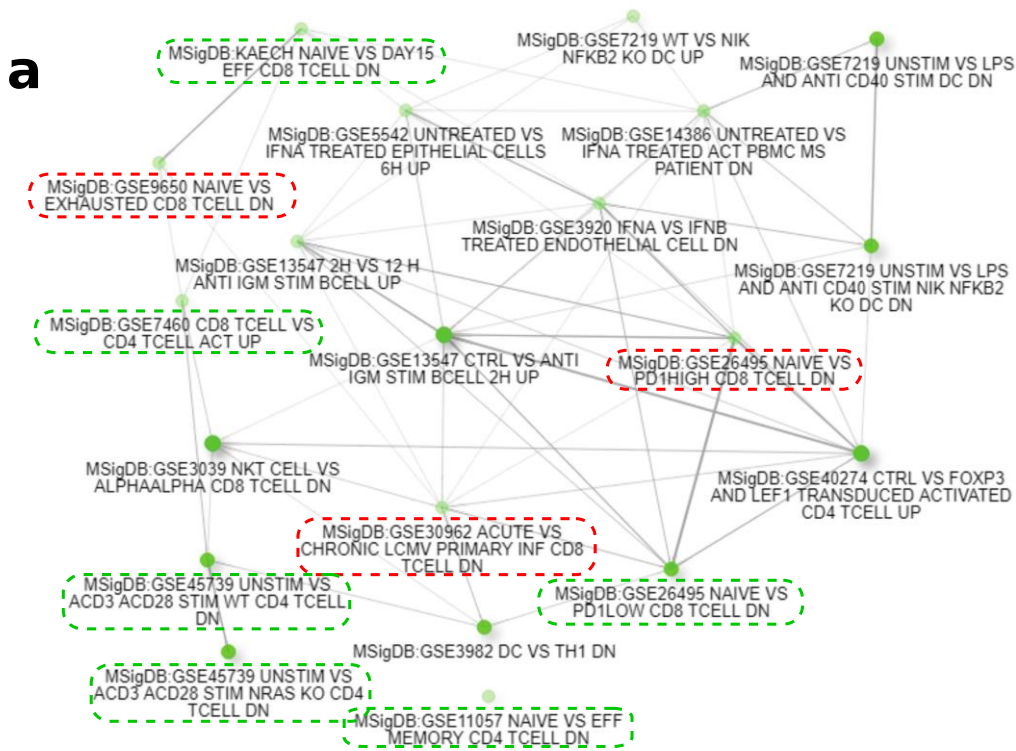 a
MSigDB:KAECH NAIVE VS DAY15
EFF CD8 TCELL DN
MSigDB:GSE7219 WT VS NIK
NFKB2 KO DC UP
MSigDB:GSE7219 UNSTIM VS LPS
AND ANTI CD40 STIM DC DN
MSigDB:GSE5542 UNTREATED VS
IFNA TREATED EPITHELIAL CELLS
6H UP
MSigDB:GSE14386 UNTREATED VS
IFNA TREATED ACT PBMC MS
PATIENT DN
MSigDB:GSE9650 NAIVE VS
EXHAUSTED CD8 TCELL DN
MSigDB:GSE3920 IFNA VS IFNB
TREATED ENDOTHELIAL CELL DN
MSigDB:GSE13547 2H VS 12 H
ANTI IGM STIM BCELL UP
MSigDB:GSE7219 UNSTIM VS LPS
AND ANTI CD40 STIM NIK NFKB2
KO DC DN
MSigDB:GSE7460 CD8 TCELL VS
CD4 TCELL ACT UP
MSigDB:GSE13547 CTRL VS ANTI
IGM STIM BCELL 2H UP
MSigDB:GSE26495 NAIVE VS
PD1HIGH CD8 TCELL DN
MSigDB:GSE3039 NKT CELL VS
ALPHAALPHA CD8 TCELL DN
MSigDB:GSE40274 CTRL VS FOXP3
AND LEF1 TRANSDUCED ACTIVATED
CD4 TCELL UP
MSigDB:GSE30962 ACUTE VS
CHRONIC LCMV PRIMARY INF CD8
TCELL DN
MSigDB:GSE45739 UNSTIM VS
ACD3 ACD28 STIM WT CD4 TCELL
DN
MSigDB:GSE26495 NAIVE VS
PD1LOW CD8 TCELL DN
MSigDB:GSE3982 DC VS TH1 DN
MSigDB:GSE45739 UNSTIM VS
ACD3 ACD28 STIM NRAS KO CD4
TCELL DN
MSigDB:GSE11057 NAIVE VS EFF
MEMORY CD4 TCELL DN